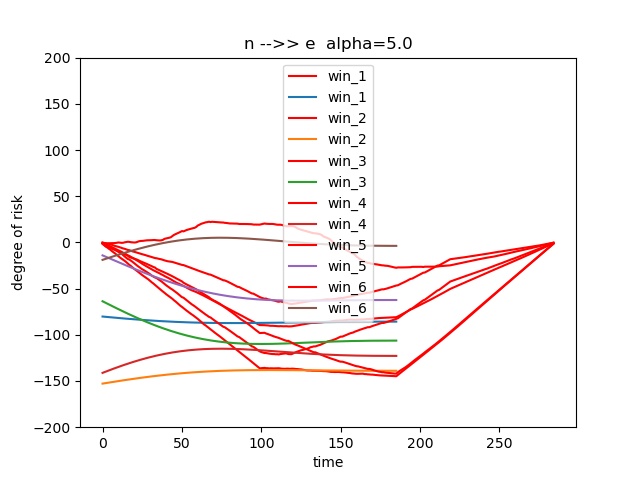 n -->> e  alpha=5.0
200
150
100
50
0
−50
−100
−150
−200
degree of risk
win_1
win_1
win_2
win_2
win_3
win_3
win_4
win_4
win_5
win_5
win_6
win_6
0 50 100 150 200 250
time